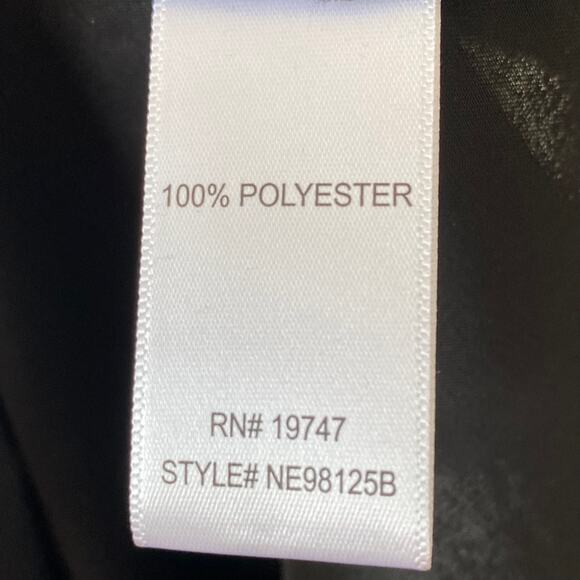 100% POLYESTER
RN# 19747
STYLE# NE98125B